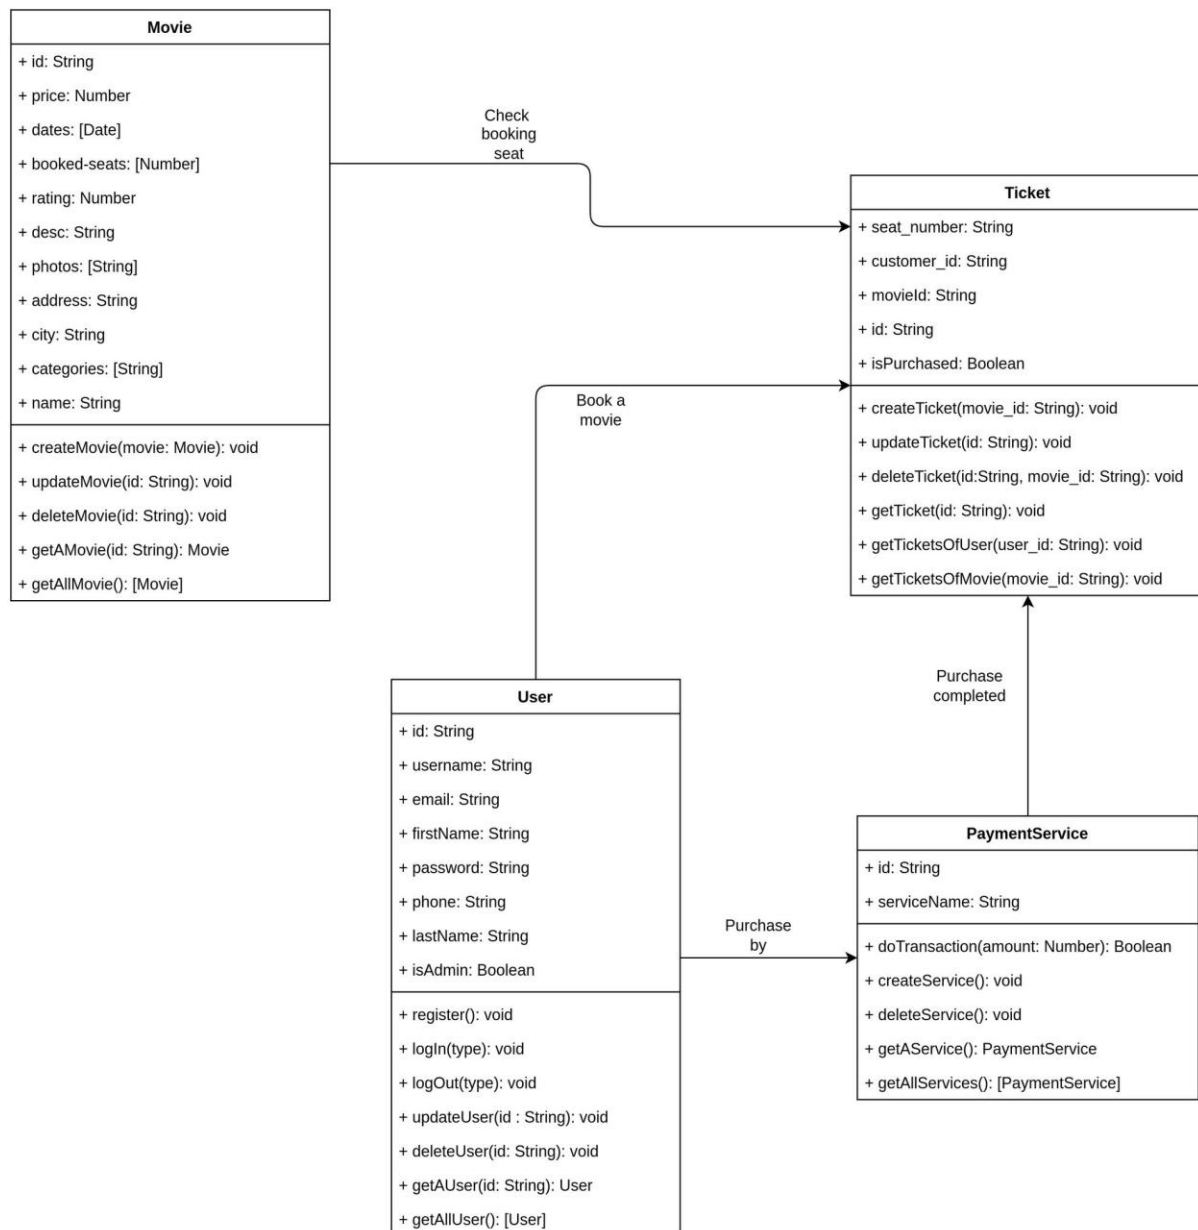 Movie
+ id: String
+ price: Number
+ dates: [Date]
+ booked-seats: [Number]
+ rating: Number
+ desc: String
+ photos: [String]
+ address: String
+ city: String
+ categories: [String]
+ name: String
+ createMovie(movie: Movie): void
+ updateMovie(id: String): void
+ deleteMovie(id: String): void
+ getAMovie(id: String): Movie
+ getAllMovie(): [Movie]
Check
booking
seat
Ticket
+ seat_number: String
+ customer_id: String
+ movieId: String
+ id: String
+ isPurchased: Boolean
+ createTicket(movie_id: String): void
+ updateTicket(id: String): void
+ deleteTicket(id:String, movie_id: String): void
+ getTicket(id: String): void
+ getTicketsOfUser(user_id: String): void
+ getTicketsOfMovie(movie_id: String): void
Book a
movie
User
+ id: String
+ username: String
+ email: String
+ firstName: String
+ password: String
+ phone: String
+ lastName: String
+ isAdmin: Boolean
+ register(): void
+ logIn(type): void
+ logOut(type): void
+ updateUser(id : String): void
+ deleteUser(id: String): void
+ getAUser(id: String): User
+ getAllUser(): [User]
Purchase
by
Purchase
completed
PaymentService
+ id: String
+ serviceName: String
+ doTransaction(amount: Number): Boolean
+ createService(): void
+ deleteService(): void
+ getAService(): PaymentService
+ getAllServices(): [PaymentService]